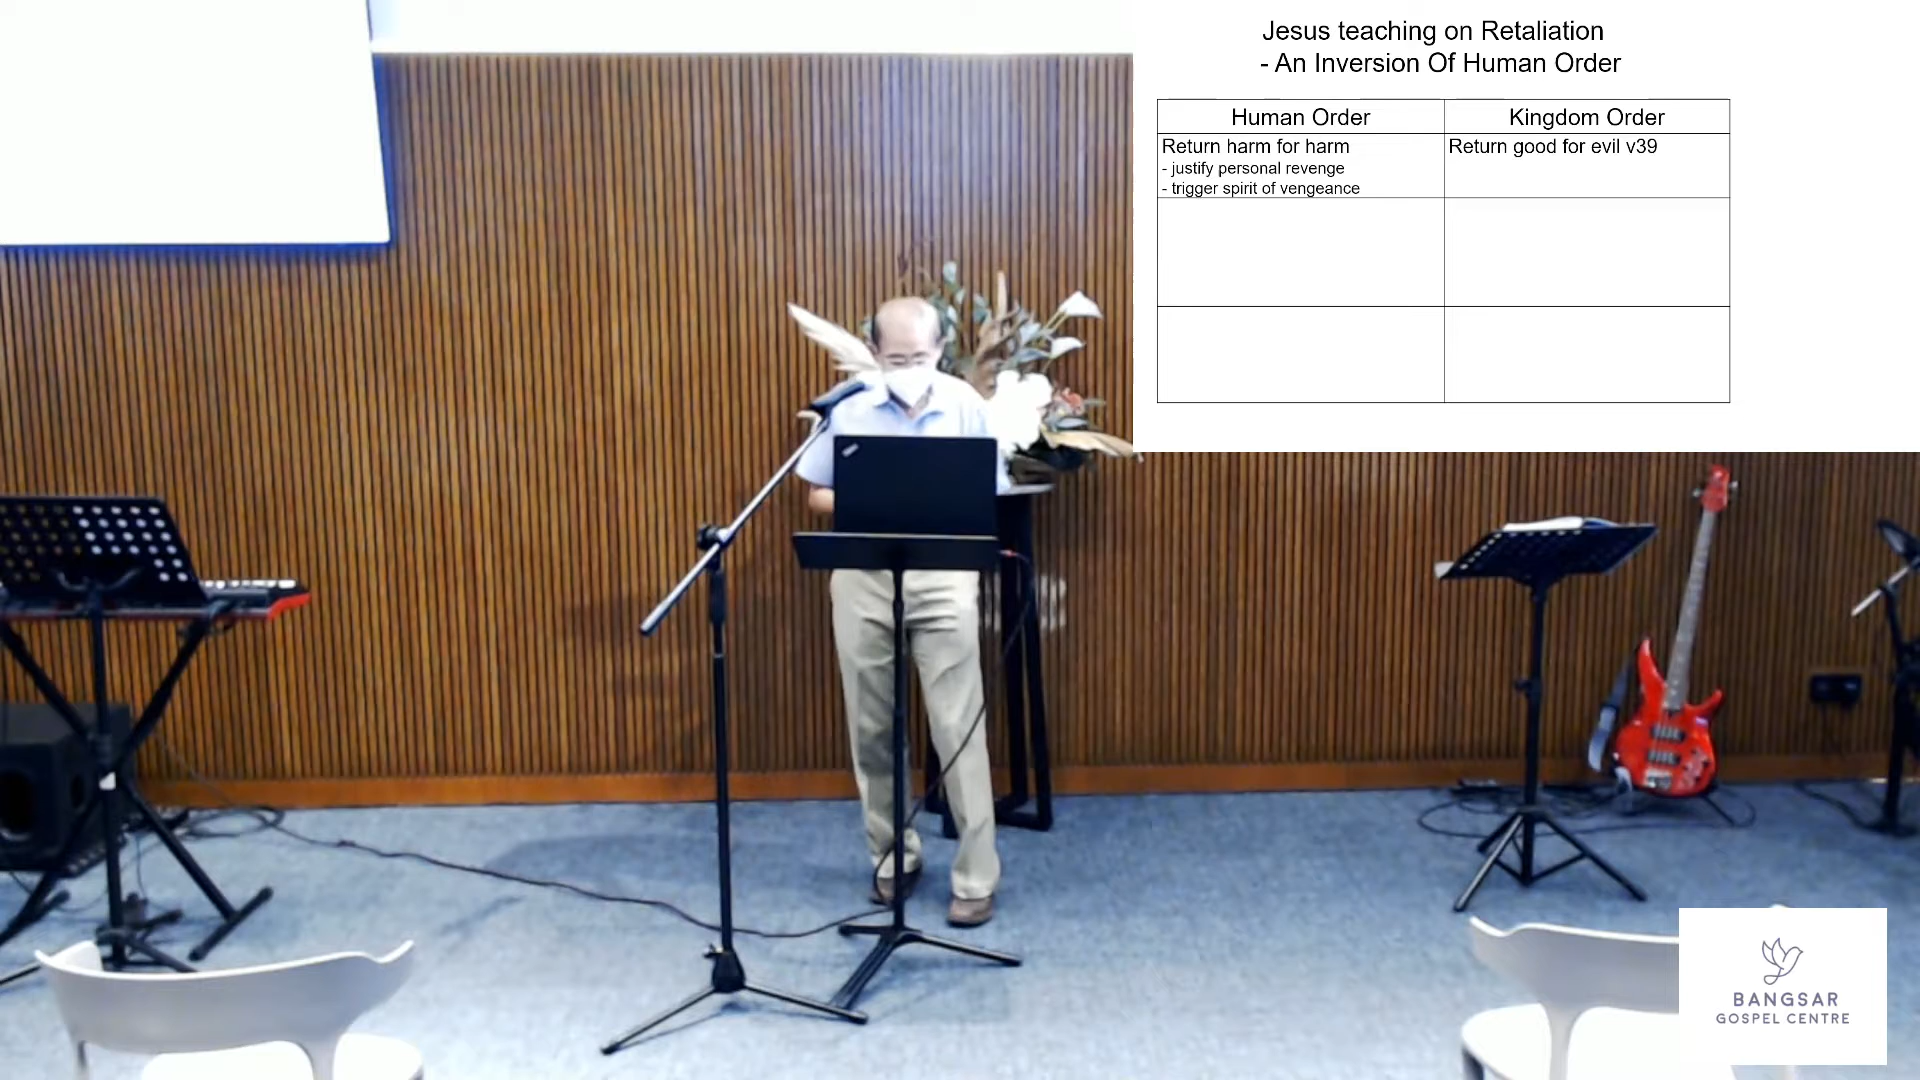 Jesus teaching on Retaliation
- An Inversion Of Human Order
Human Order
Kingdom Order
Return harm for harm
- justify personal revenge
- trigger spirit of vengeance
Return good for evil v39
BANGSAR
GOSPEL CENTRE